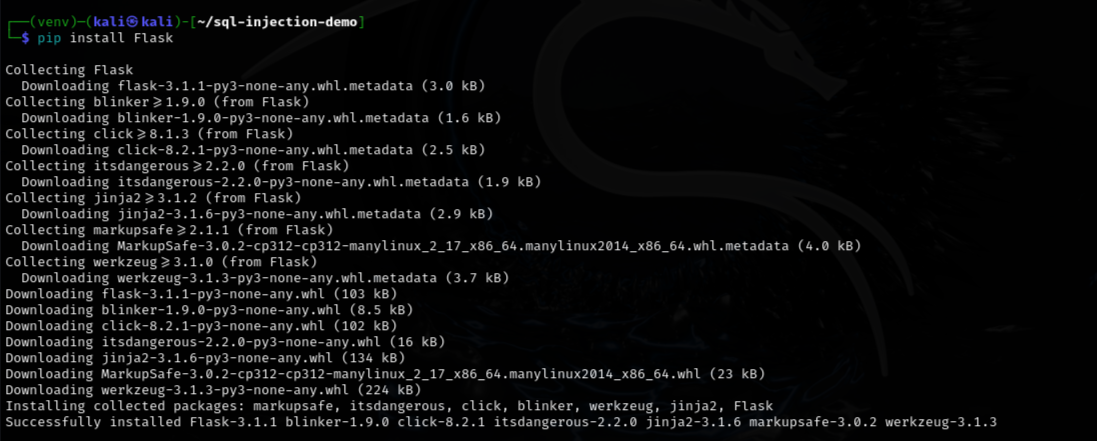 ┌──(venv)─(kali㉿kali)-[~/sql-injection-demo]
└─$ pip install Flask
Collecting Flask
  Downloading flask-3.1.1-py3-none-any.whl.metadata (3.0 kB)
Collecting blinker≥1.9.0 (from Flask)
  Downloading blinker-1.9.0-py3-none-any.whl.metadata (1.6 kB)
Collecting click≥8.1.3 (from Flask)
  Downloading click-8.2.1-py3-none-any.whl.metadata (2.5 kB)
Collecting itsdangerous≥2.2.0 (from Flask)
  Downloading itsdangerous-2.2.0-py3-none-any.whl.metadata (1.9 kB)
Collecting jinja2≥3.1.2 (from Flask)
  Downloading jinja2-3.1.6-py3-none-any.whl.metadata (2.9 kB)
Collecting markupsafe≥2.1.1 (from Flask)
  Downloading MarkupSafe-3.0.2-cp312-cp312-manylinux_2_17_x86_64.manylinux2014_x86_64.whl.metadata (4.0 kB)
Collecting werkzeug≥3.1.0 (from Flask)
  Downloading werkzeug-3.1.3-py3-none-any.whl.metadata (3.7 kB)
Downloading flask-3.1.1-py3-none-any.whl (103 kB)
Downloading blinker-1.9.0-py3-none-any.whl (8.5 kB)
Downloading click-8.2.1-py3-none-any.whl (102 kB)
Downloading itsdangerous-2.2.0-py3-none-any.whl (16 kB)
Downloading jinja2-3.1.6-py3-none-any.whl (134 kB)
Downloading MarkupSafe-3.0.2-cp312-cp312-manylinux_2_17_x86_64.manylinux2014_x86_64.whl (23 kB)
Downloading werkzeug-3.1.3-py3-none-any.whl (224 kB)
Installing collected packages: markupsafe, itsdangerous, click, blinker, werkzeug, jinja2, Flask
Successfully installed Flask-3.1.1 blinker-1.9.0 click-8.2.1 itsdangerous-2.2.0 jinja2-3.1.6 markupsafe-3.0.2 werkzeug-3.1.3